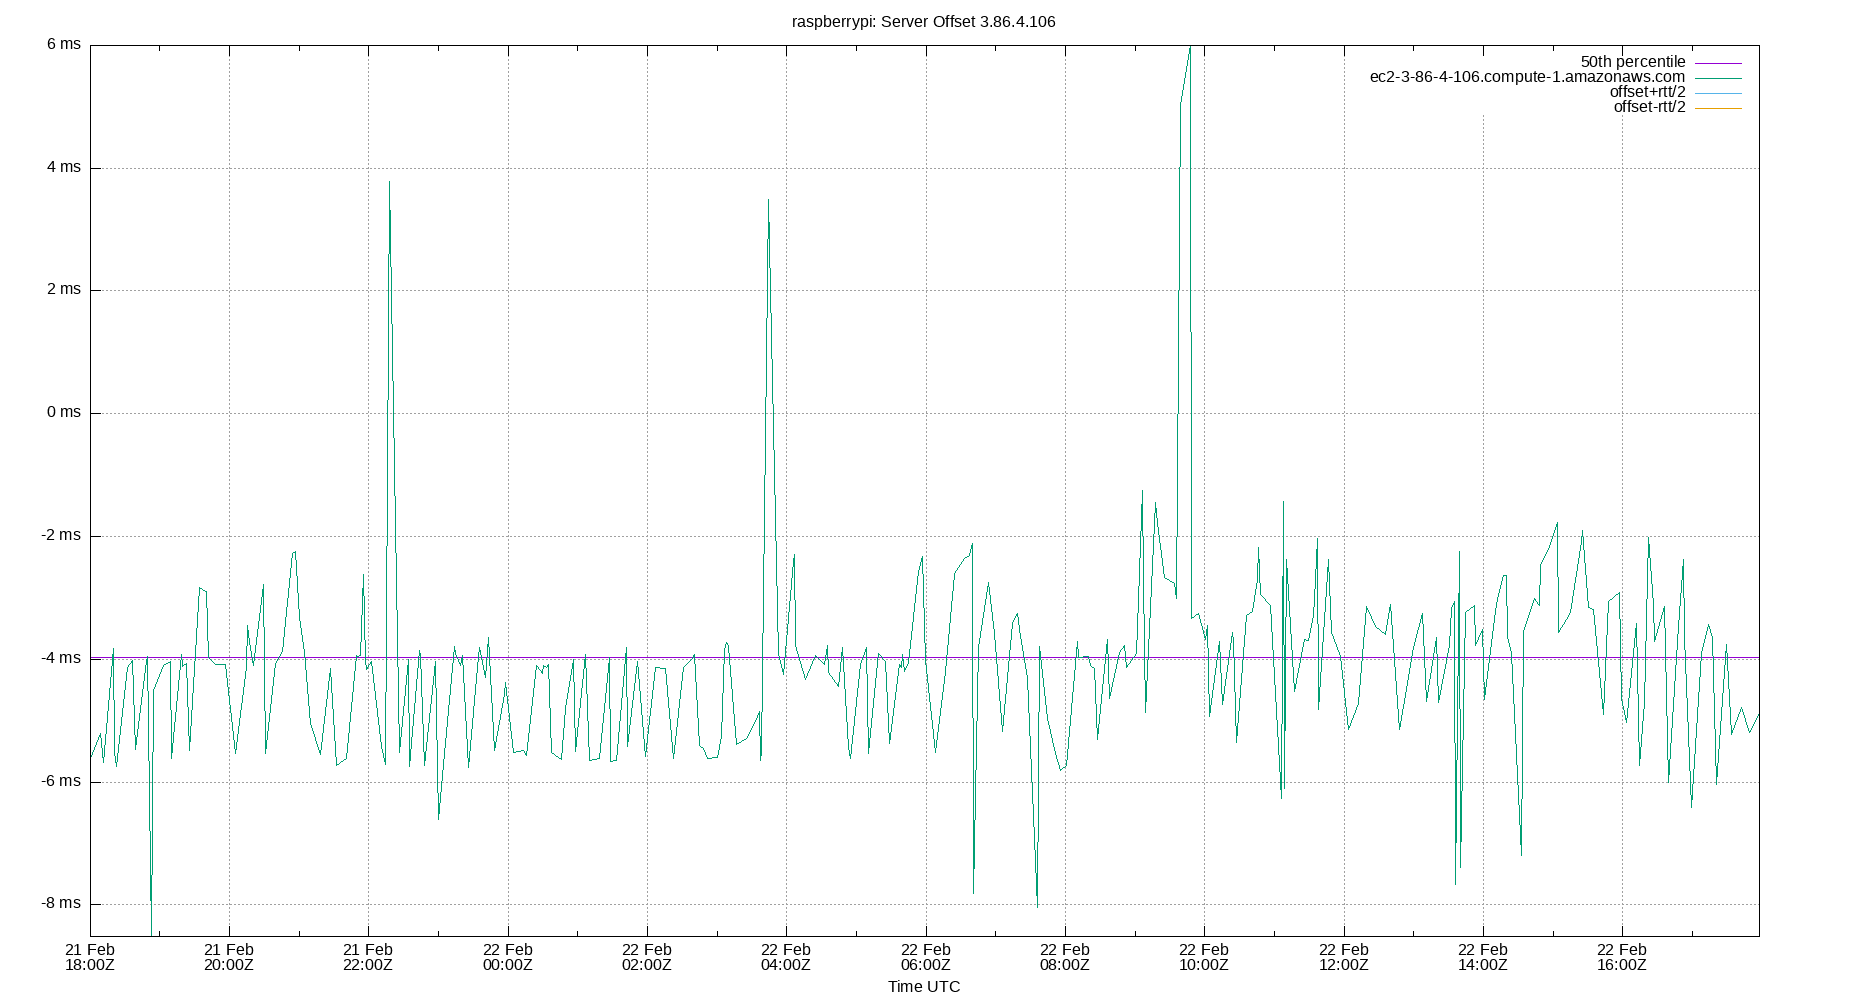 raspberrypi: Server Offset 3.86.4.106
6 ms
4 ms
2 ms
0 ms
-2 ms
-4 ms
-6 ms
-8 ms
50th percentile
ec2-3-86-4-106.compute-1.amazonaws.com
offset+rtt/2
offset-rtt/2
21 Feb
18:00Z
21 Feb
20:00Z
21 Feb
22:00Z
22 Feb
00:00Z
22 Feb
02:00Z
22 Feb
04:00Z
22 Feb
06:00Z
22 Feb
08:00Z
22 Feb
10:00Z
22 Feb
12:00Z
22 Feb
14:00Z
22 Feb
16:00Z
Time UTC